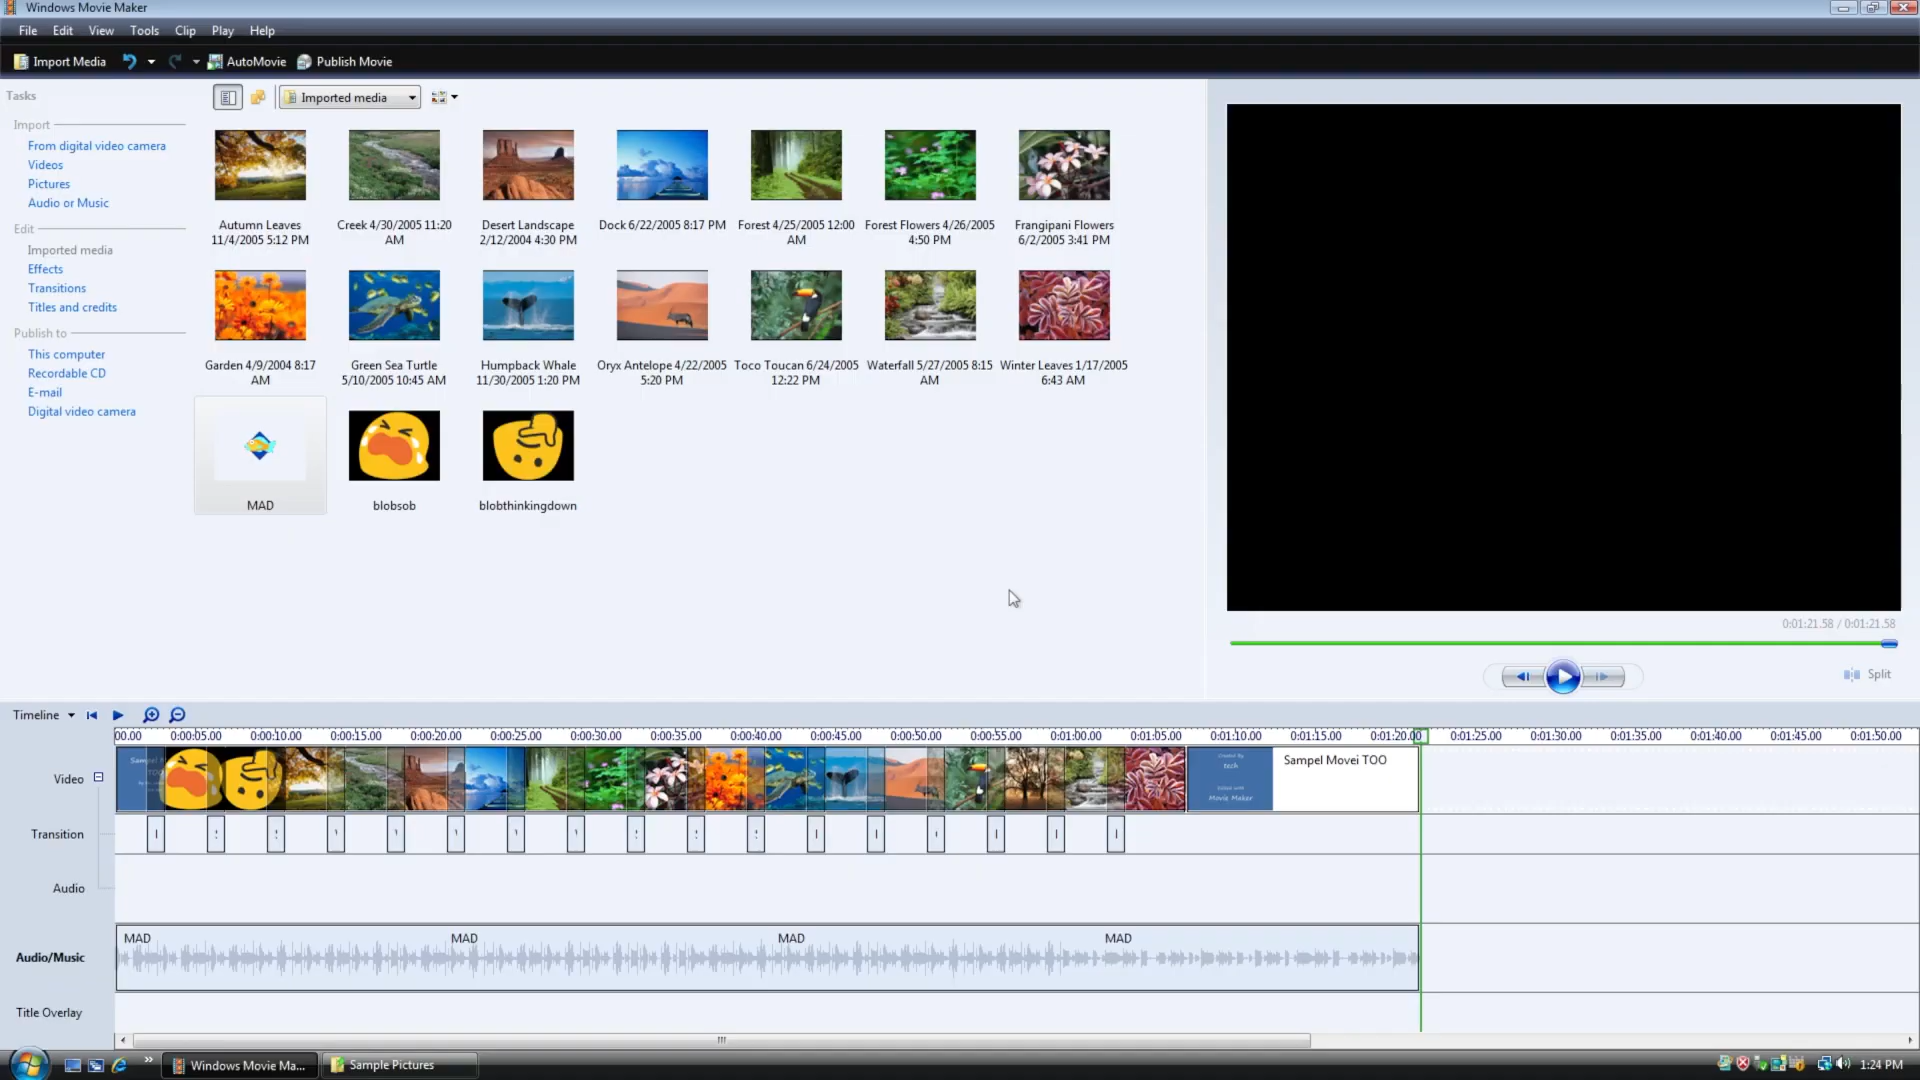 Windows Movie Maker
File Edit View Tools Clip Play Help
Import Media AutoMovie Publish Movie
Tasks
Import
From digital video camera
Videos
Pictures
Audio or Music
Edit
Imported media
Effects
Transitions
Titles and credits
Publish to
This computer
Recordable CD
E-mail
Digital video camera
Imported media
Autumn Leaves
11/4/2005 5:12 PM
Creek 4/30/2005 11:20
AM
Desert Landscape
2/12/2004 4:30 PM
Dock 6/22/2005 8:17 PM
Forest 4/25/2005 12:00
AM
Forest Flowers 4/26/2005
4:50 PM
Frangipani Flowers
6/2/2005 3:41 PM
Garden 4/9/2004 8:17
AM
Green Sea Turtle
5/10/2005 10:45 AM
Humpback Whale
11/30/2005 1:20 PM
Oryx Antelope 4/22/2005
5:20 PM
Toco Toucan 6/24/2005
12:22 PM
Waterfall 5/27/2005 8:15
AM
Winter Leaves 1/17/2005
6:43 AM
MAD
blobsob
blobthinkingdown
0:01:21.58 / 0:01:21.58
Split
Timeline
00.00 0:00:05.00 0:00:10.00 0:00:15.00 0:00:20.00 0:00:25.00 0:00:30.00 0:00:35.00 0:00:40.00 0:00:45.00 0:00:50.00 0:00:55.00 0:01:00.00 0:01:05.00 0:01:10.00 0:01:15.00 0:01:20.00 0:01:25.00 0:01:30.00 0:01:35.00 0:01:40.00 0:01:45.00 0:01:50.00
Video
Created By
tech
Edited with
Movie Maker
Sampel Movei TOO
Transition
Audio
Audio/Music
MAD MAD MAD MAD
Title Overlay
Windows Movie Ma...
Sample Pictures
1:24 PM